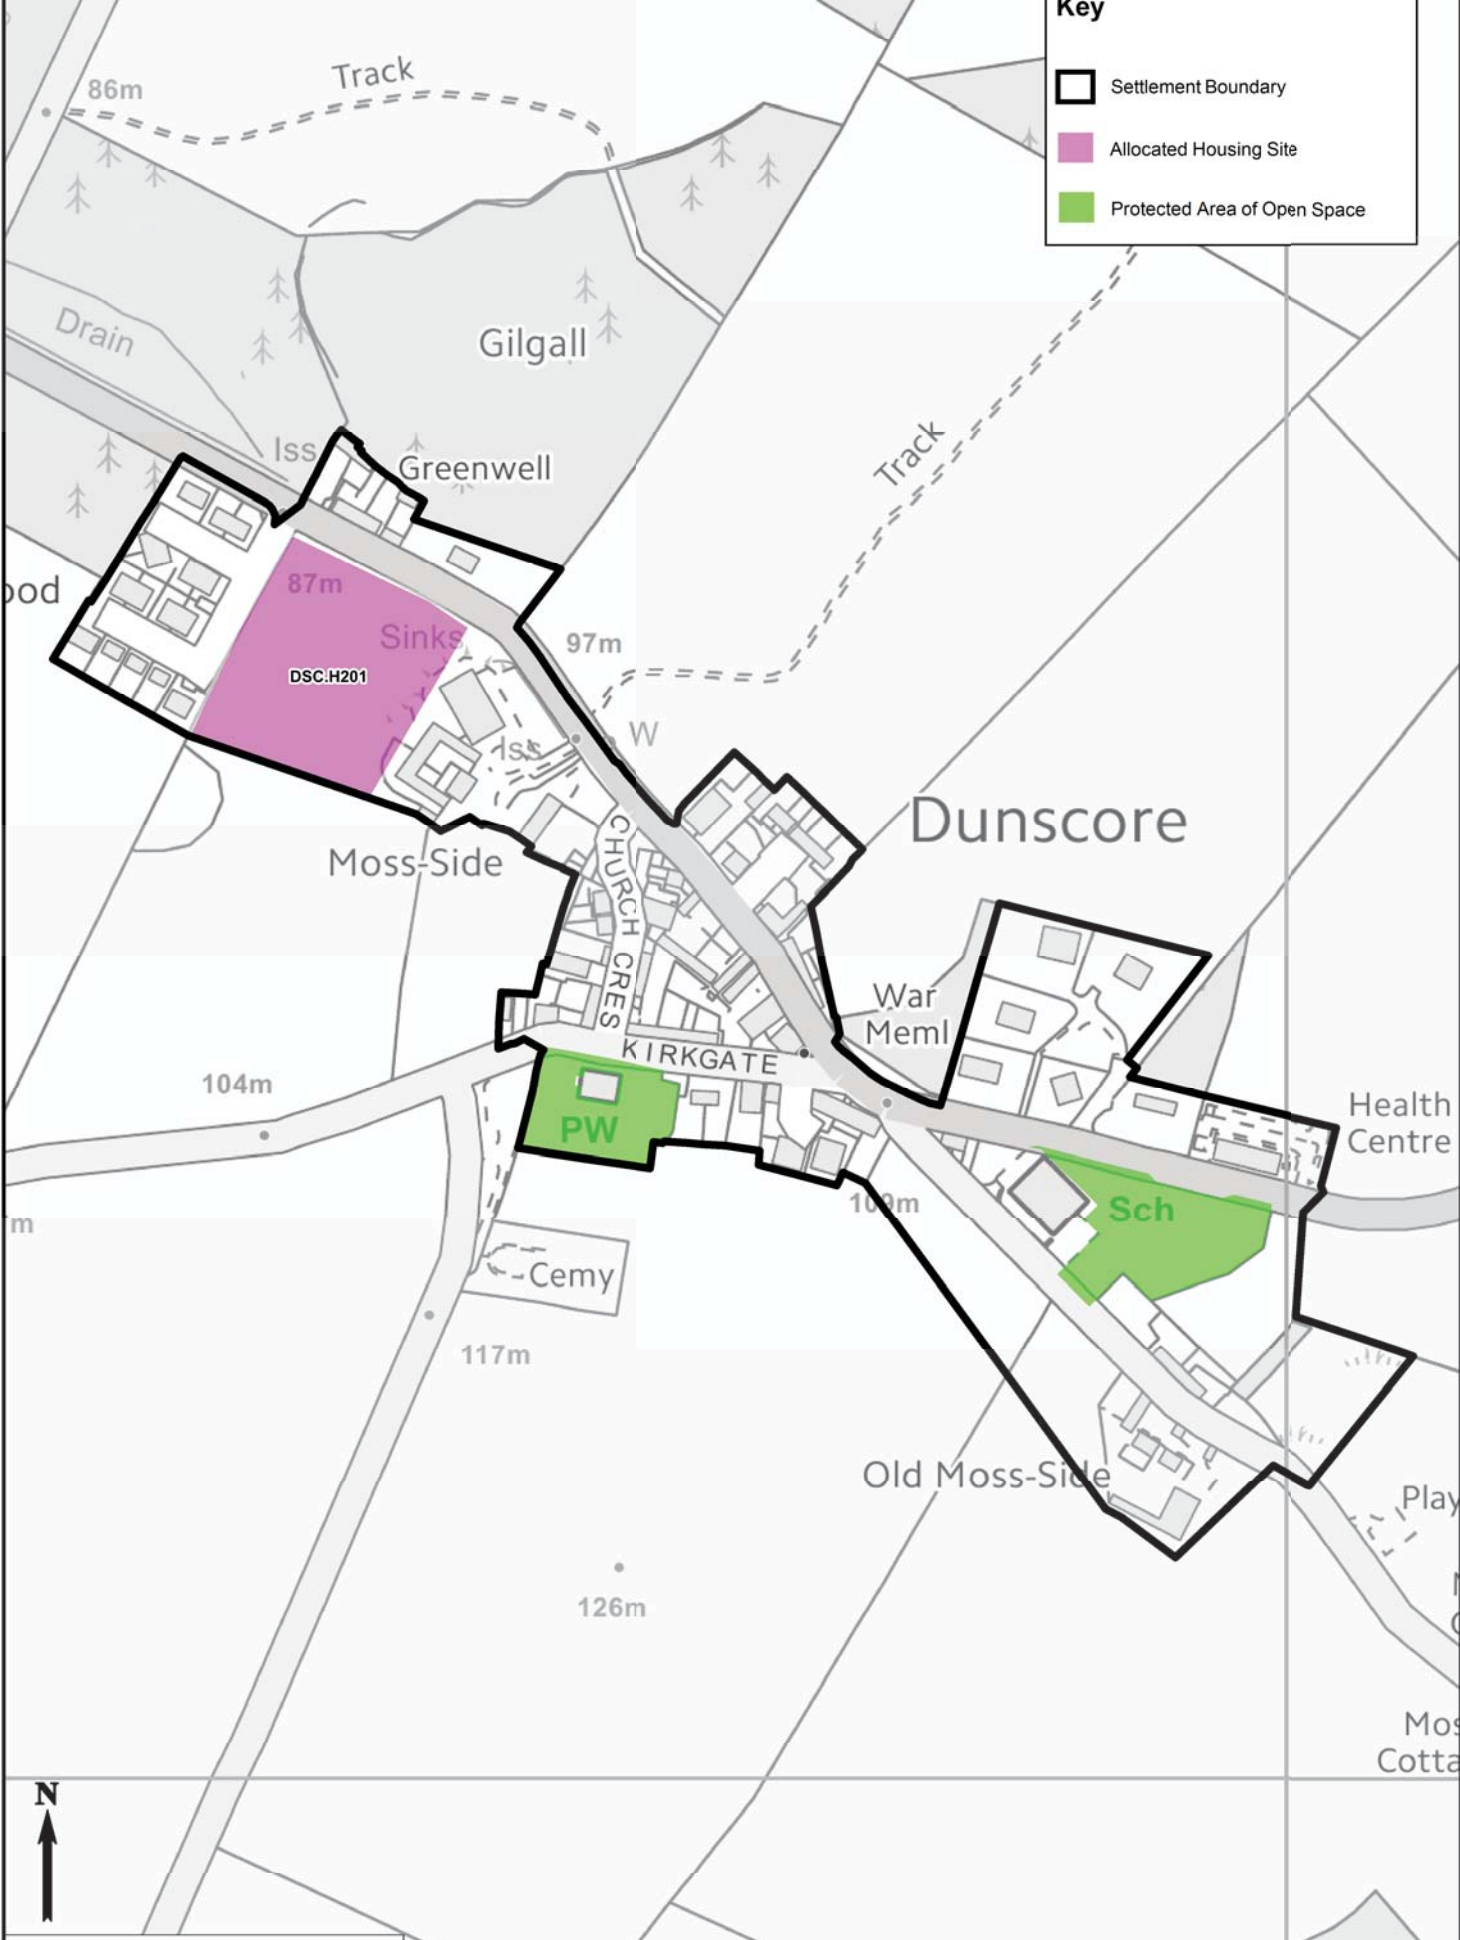 Key
Settlement Boundary
Allocated Housing Site
Protected Area of Open Space
86m
Track
Drain
Gilgall
Track
Iss
Greenwell
87m
Sinks
97m
DSC.H201
Iss
W
Moss-Side
CHURCH CRES
Dunscore
War
Meml
KIRKGATE
104m
PW
Health
Centre
109m
Sch
Cemy
117m
Old Moss-Side
126m
N